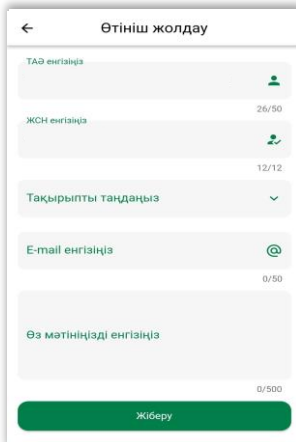 Өтініш жолдау
ТАӘ енгізіңіз
26/50
ЖСН енгізіңіз
12/12
Тақырыпты таңдаңыз
E-mail енгізіңіз
0/50
Өз мәтініңізді енгізіңіз
0/500
Жіберу